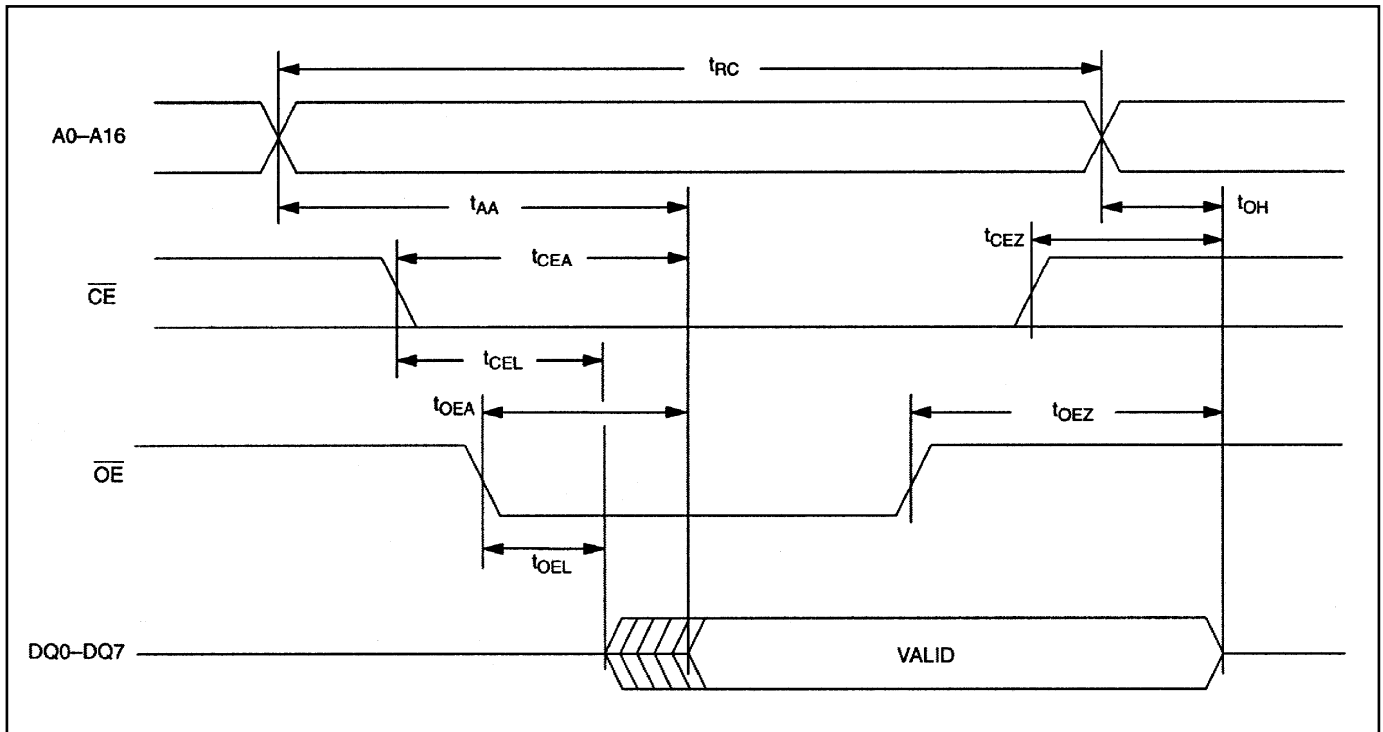 tRC
A0–A16
tAA
tOH
tCEZ
tCEA
CE
tCEL
tOEA
tOEZ
OE
tOEL
DQ0–DQ7
VALID